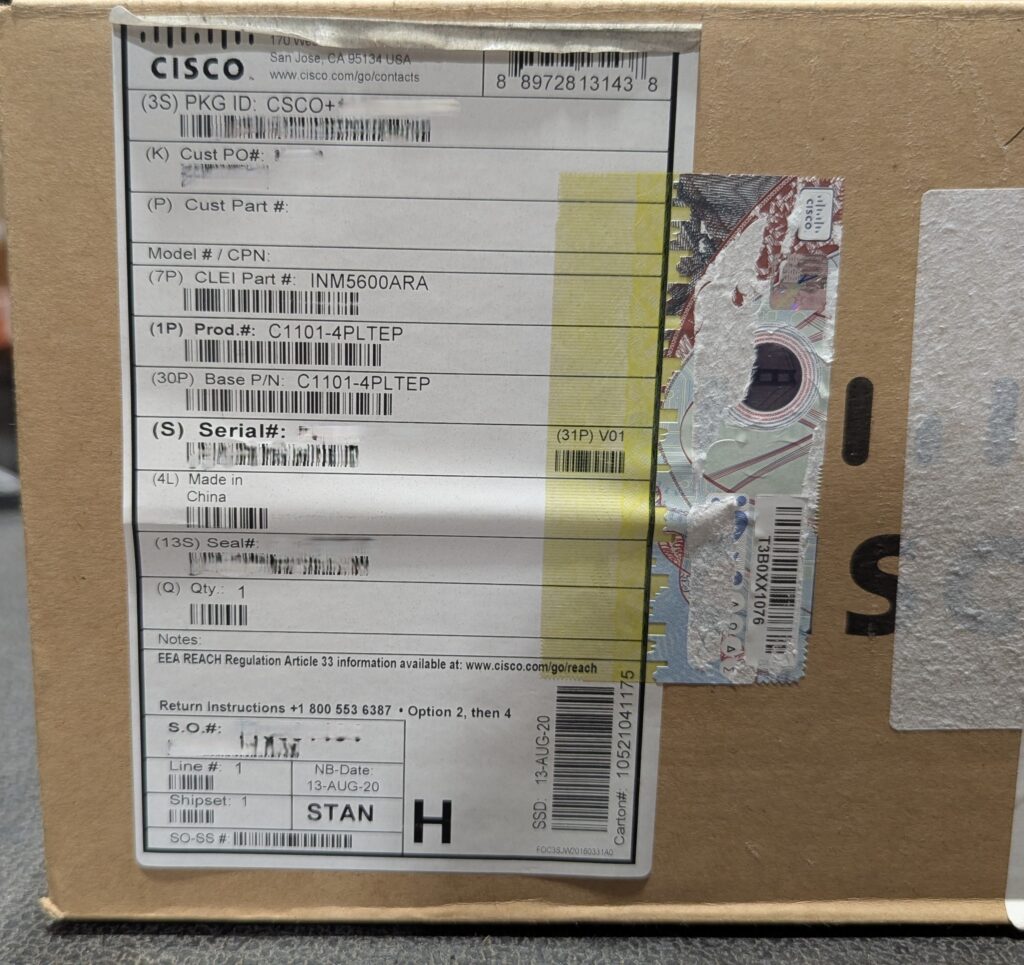 CISCO
San Jose, CA 95134 USA
www.cisco.com/go/contacts
8 89728 13143 8
(3S) PKG ID: CSCO+
(K) Cust PO#:
(P) Cust Part #:
Model # / CPN:
(7P) CLEI Part #: INM5600ARA
(1P) Prod.#: C1101-4PLTEP
(30P) Base P/N: C1101-4PLTEP
(S) Serial#:
(31P) V01
(4L) Made in
China
(13S) Seal#:
(Q) Qty.: 1
Notes:
EEA REACH Regulation Article 33 information available at: www.cisco.com/go/reach
Return Instructions +1 800 553 6387 • Option 2, then 4
S.O.#:
Line #: 1
NB-Date:
13-AUG-20
Shipset: 1
STAN
SO-SS #:
H
SSD: 13-AUG-20
Carton#: 10521041175
CISCO
T3B0XX1076
S